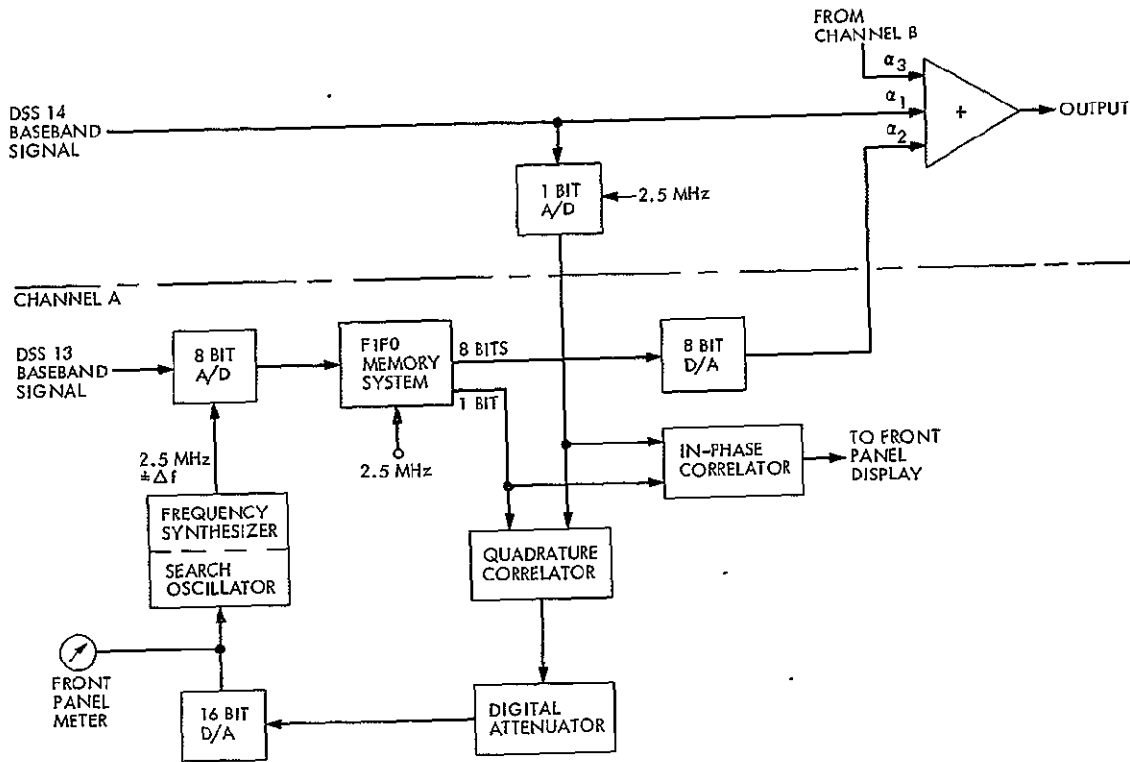 FROM
CHANNEL B
α3
DSS 14
BASEBAND
SIGNAL
α1
+
OUTPUT
α2
1 BIT
A/D
2.5 MHz
CHANNEL A
DSS 13
BASEBAND
SIGNAL
8 BIT
A/D
F1F0
MEMORY
SYSTEM
8 BITS
1 BIT
8 BIT
D/A
2.5 MHz
± Δf
2.5 MHz
IN-PHASE
CORRELATOR
TO FRONT
PANEL
DISPLAY
FREQUENCY
SYNTHESIZER
SEARCH
OSCILLATOR
QUADRATURE
CORRELATOR
FRONT
PANEL
METER
16 BIT
D/A
DIGITAL
ATTENUATOR